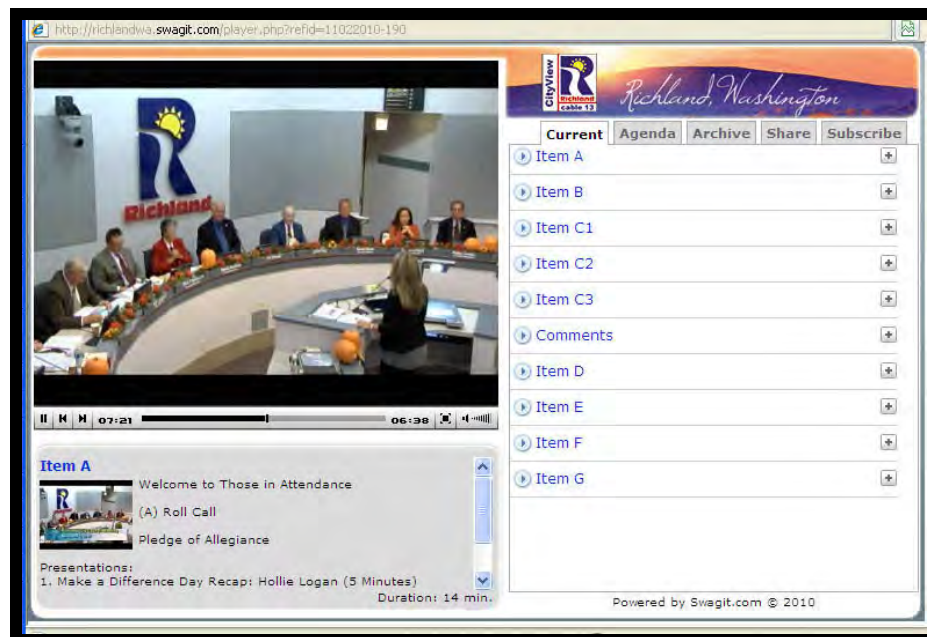 http://richlandwa.swagit.com/player.php?refid=11022010-190
CityView
Richland
cable 13
Richland, Washington
Current Agenda Archive Share Subscribe
Richland
Item A
Item B
Item C1
Item C2
Item C3
Comments
Item D
Item E
Item F
Item G
07:21 06:38
Item A
Welcome to Those in Attendance
(A) Roll Call
Pledge of Allegiance
Presentations:
1. Make a Difference Day Recap: Hollie Logan (5 Minutes)
Duration: 14 min.
Powered by Swagit.com © 2010